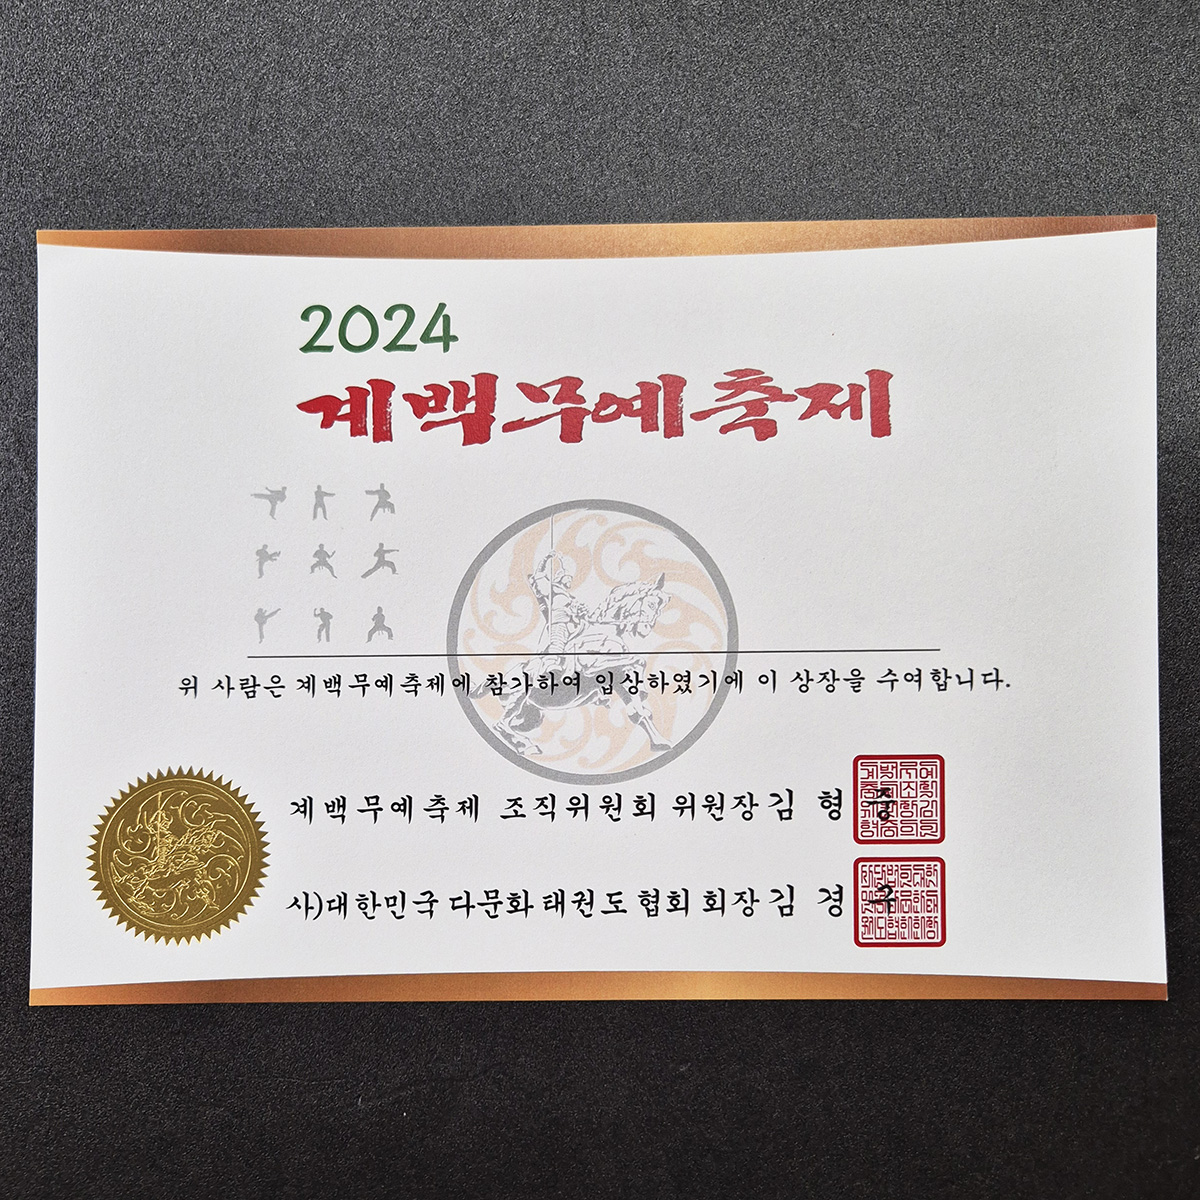 2024
계백무예축제
위 사람은 계백무예축제에 참가하여 입상하였기에 이 상장을 수여합니다.
계백무예축제 조직위원회 위원장 김 형 중
사)대한민국 다문화 태권도 협회 회장 김 경